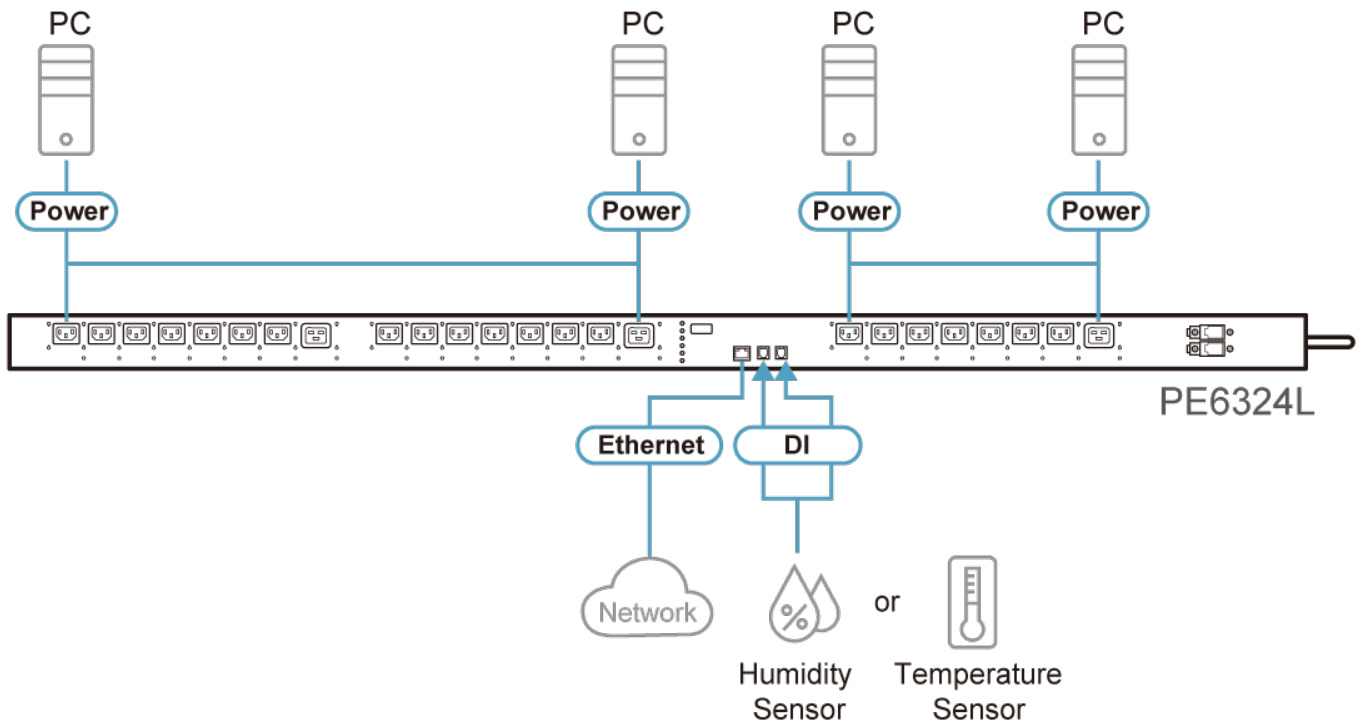 PC PC PC PC
Power Power Power Power
PE6324L
Ethernet DI
Network
%
or
Humidity Sensor
Temperature Sensor